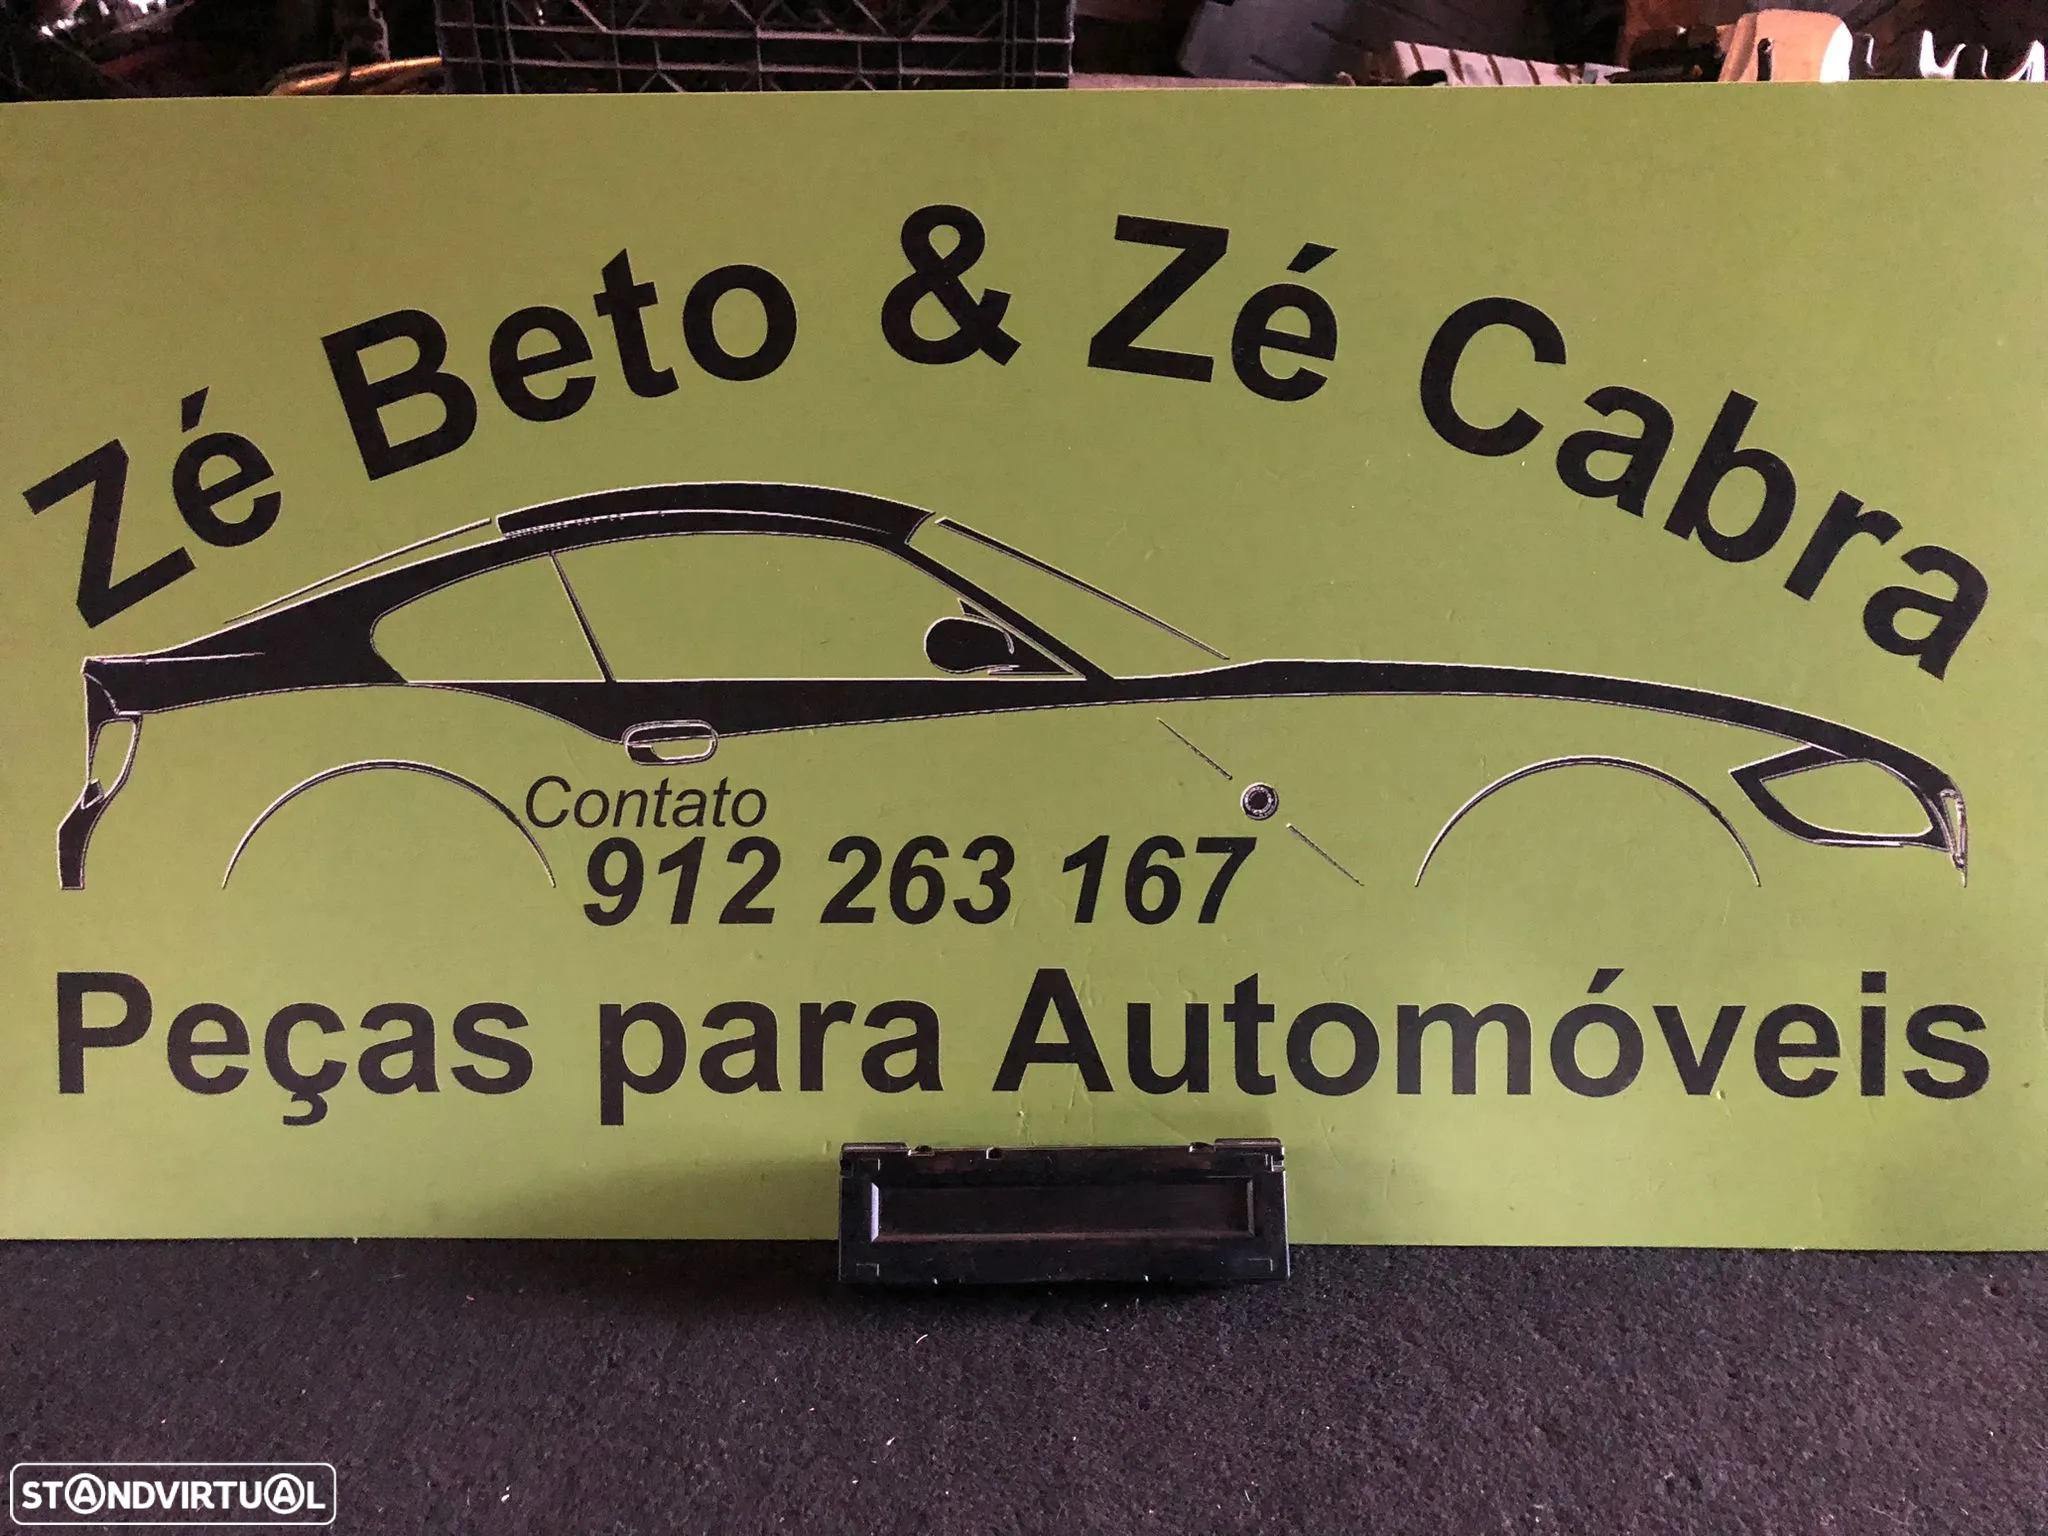 Zé Beto & Zé Cabra
Contato
912 263 167
Peças para Automóveis
STANDVIRTUAL